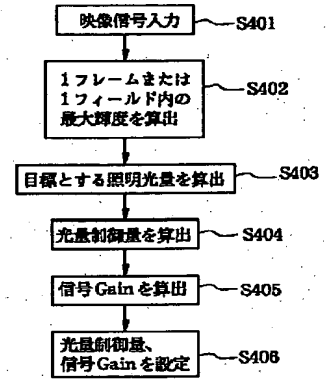 映像信号入力
S401
1フレームまたは
1フィールド内の
最大輝度を算出
S402
目標とする照明光量を算出
S403
光量制御量を算出
S404
信号Gainを算出
S405
光量制御量、
信号Gainを設定
S406